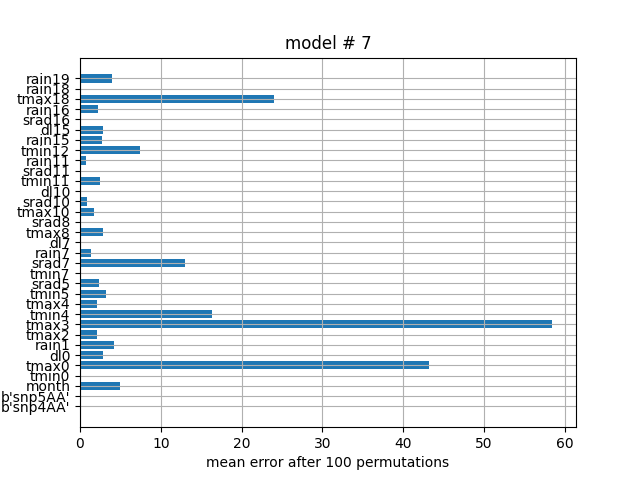 model # 7
rain19
rain18
tmax18
rain16
srad16
dl15
rain15
tmin12
rain11
srad11
tmin11
dl10
srad10
tmax10
srad8
tmax8
dl7
rain7
srad7
tmin7
srad5
tmin5
tmax4
tmin4
tmax3
tmax2
rain1
dl0
tmax0
tmin0
month
b'snp5AA'
b'snp4AA'
0 10 20 30 40 50 60
mean error after 100 permutations